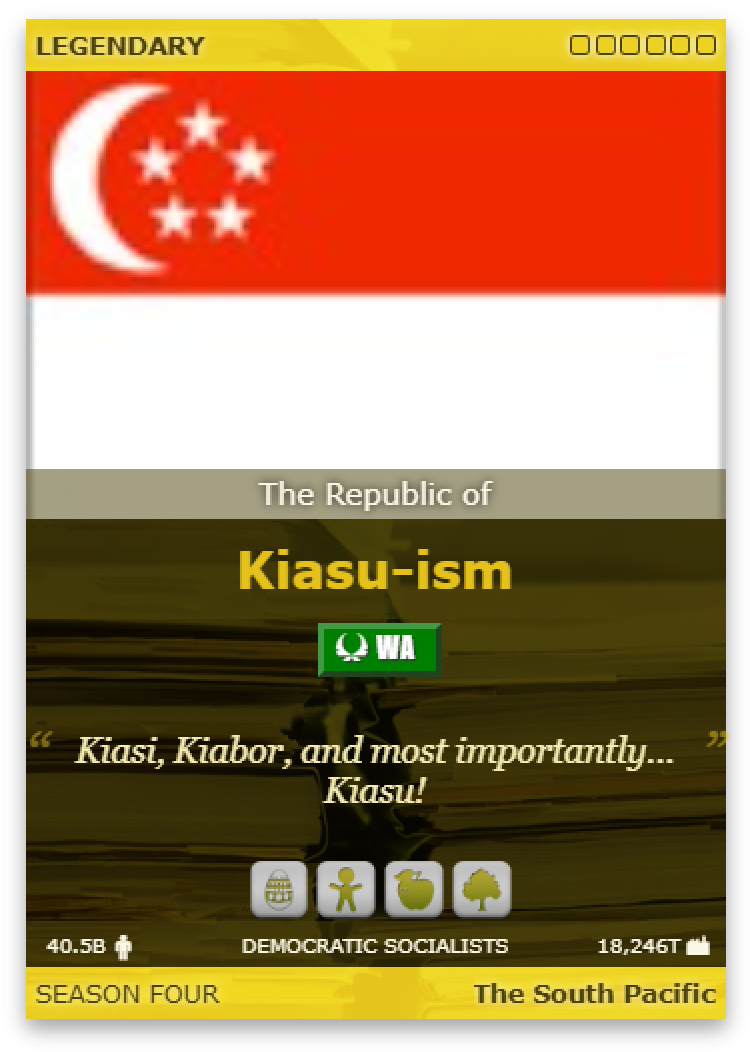 LEGENDARY
The Republic of
Kiasu-ism
WA
“ Kiasi, Kiabor, and most importantly... ”
Kiasu!
40.5B DEMOCRATIC SOCIALISTS 18,246T
SEASON FOUR The South Pacific